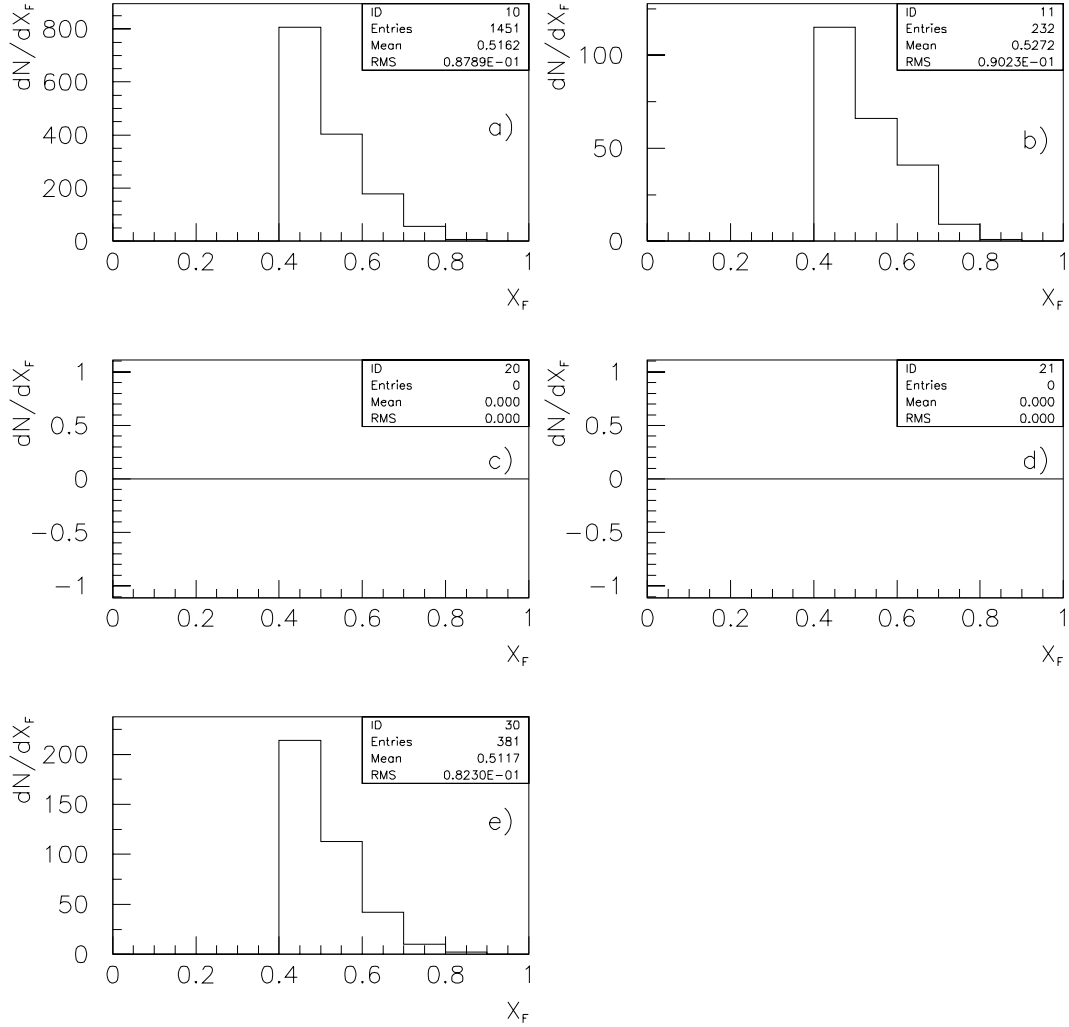 dN/dX_F
800
600
400
200
0
ID 10
Entries 1451
Mean 0.5162
RMS 0.8789E-01
a)
0 0.2 0.4 0.6 0.8 1
X_F
dN/dX_F
100
50
0
ID 11
Entries 232
Mean 0.5272
RMS 0.9023E-01
b)
0 0.2 0.4 0.6 0.8 1
X_F
dN/dX_F
1
0.5
0
−0.5
−1
ID 20
Entries 0
Mean 0.000
RMS 0.000
c)
0 0.2 0.4 0.6 0.8 1
X_F
dN/dX_F
1
0.5
0
−0.5
−1
ID 21
Entries 0
Mean 0.000
RMS 0.000
d)
0 0.2 0.4 0.6 0.8 1
X_F
dN/dX_F
200
150
100
50
0
ID 30
Entries 381
Mean 0.5117
RMS 0.8230E-01
e)
0 0.2 0.4 0.6 0.8 1
X_F